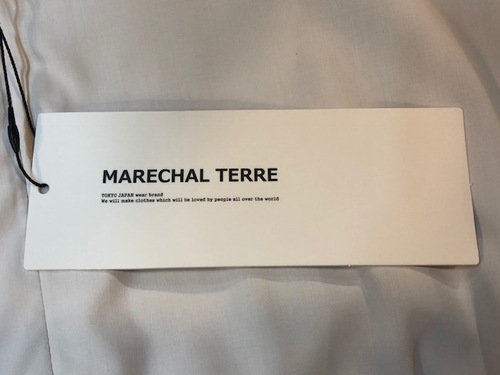 MARECHAL TERRE
TOKYO JAPAN wear brand
We will make clothes which will be loved by people all over the world